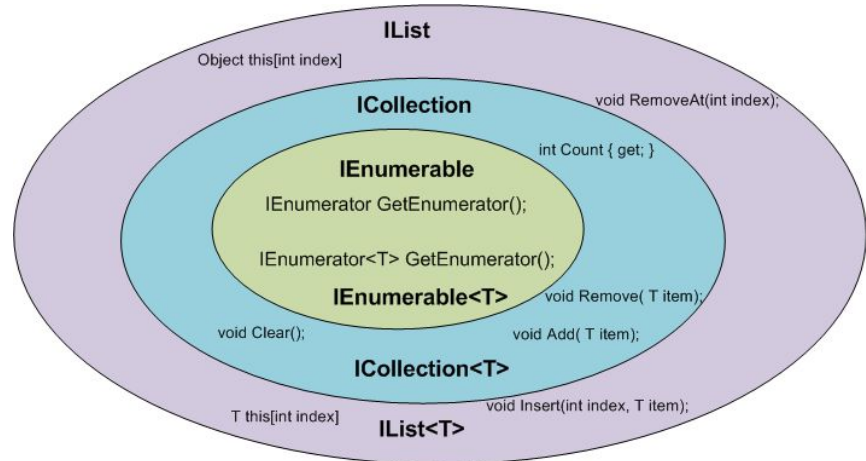 IList
Object this[int index]
ICollection
void RemoveAt(int index);
int Count { get; }
IEnumerable
IEnumerator GetEnumerator();
IEnumerator<T> GetEnumerator();
IEnumerable<T>
void Remove( T item);
void Clear();
void Add( T item);
ICollection<T>
void Insert(int index, T item);
T this[int index]
IList<T>